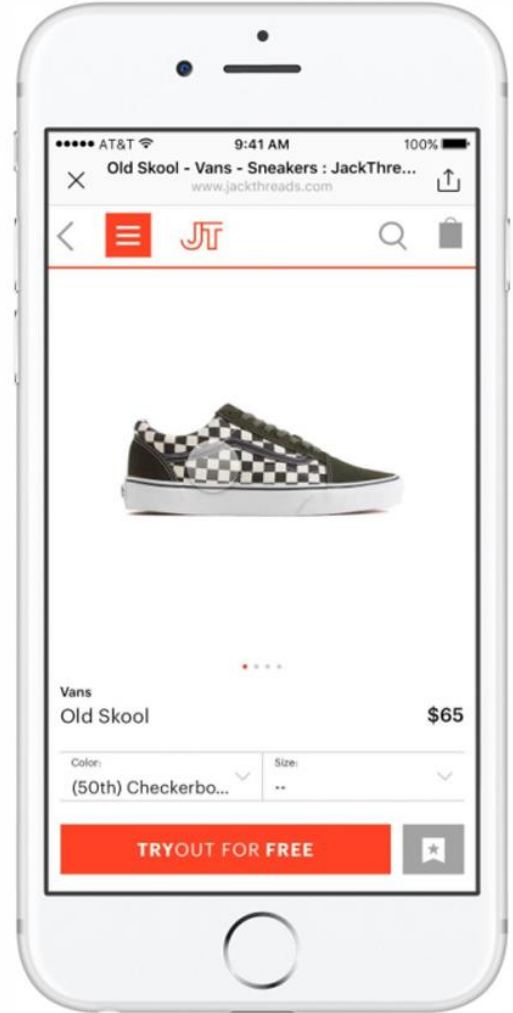 ●●●●● AT&T 9:41 AM 100%
Old Skool - Vans - Sneakers : JackThre...
www.jackthreads.com
JT
Vans
Old Skool $65
Color: Size:
(50th) Checkerbo... --
TRYOUT FOR FREE